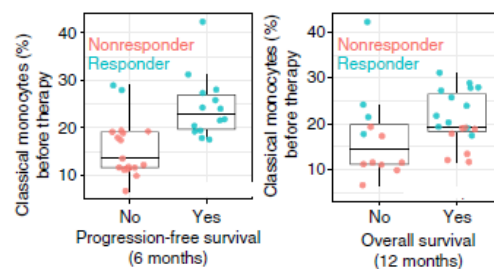 Classical monocytes (%)
before therapy
40
30
20
10
Nonresponder
Responder
No Yes
Progression-free survival
(6 months)
Classical monocytes (%)
before therapy
40
30
20
10
Nonresponder
Responder
No Yes
Overall survival
(12 months)